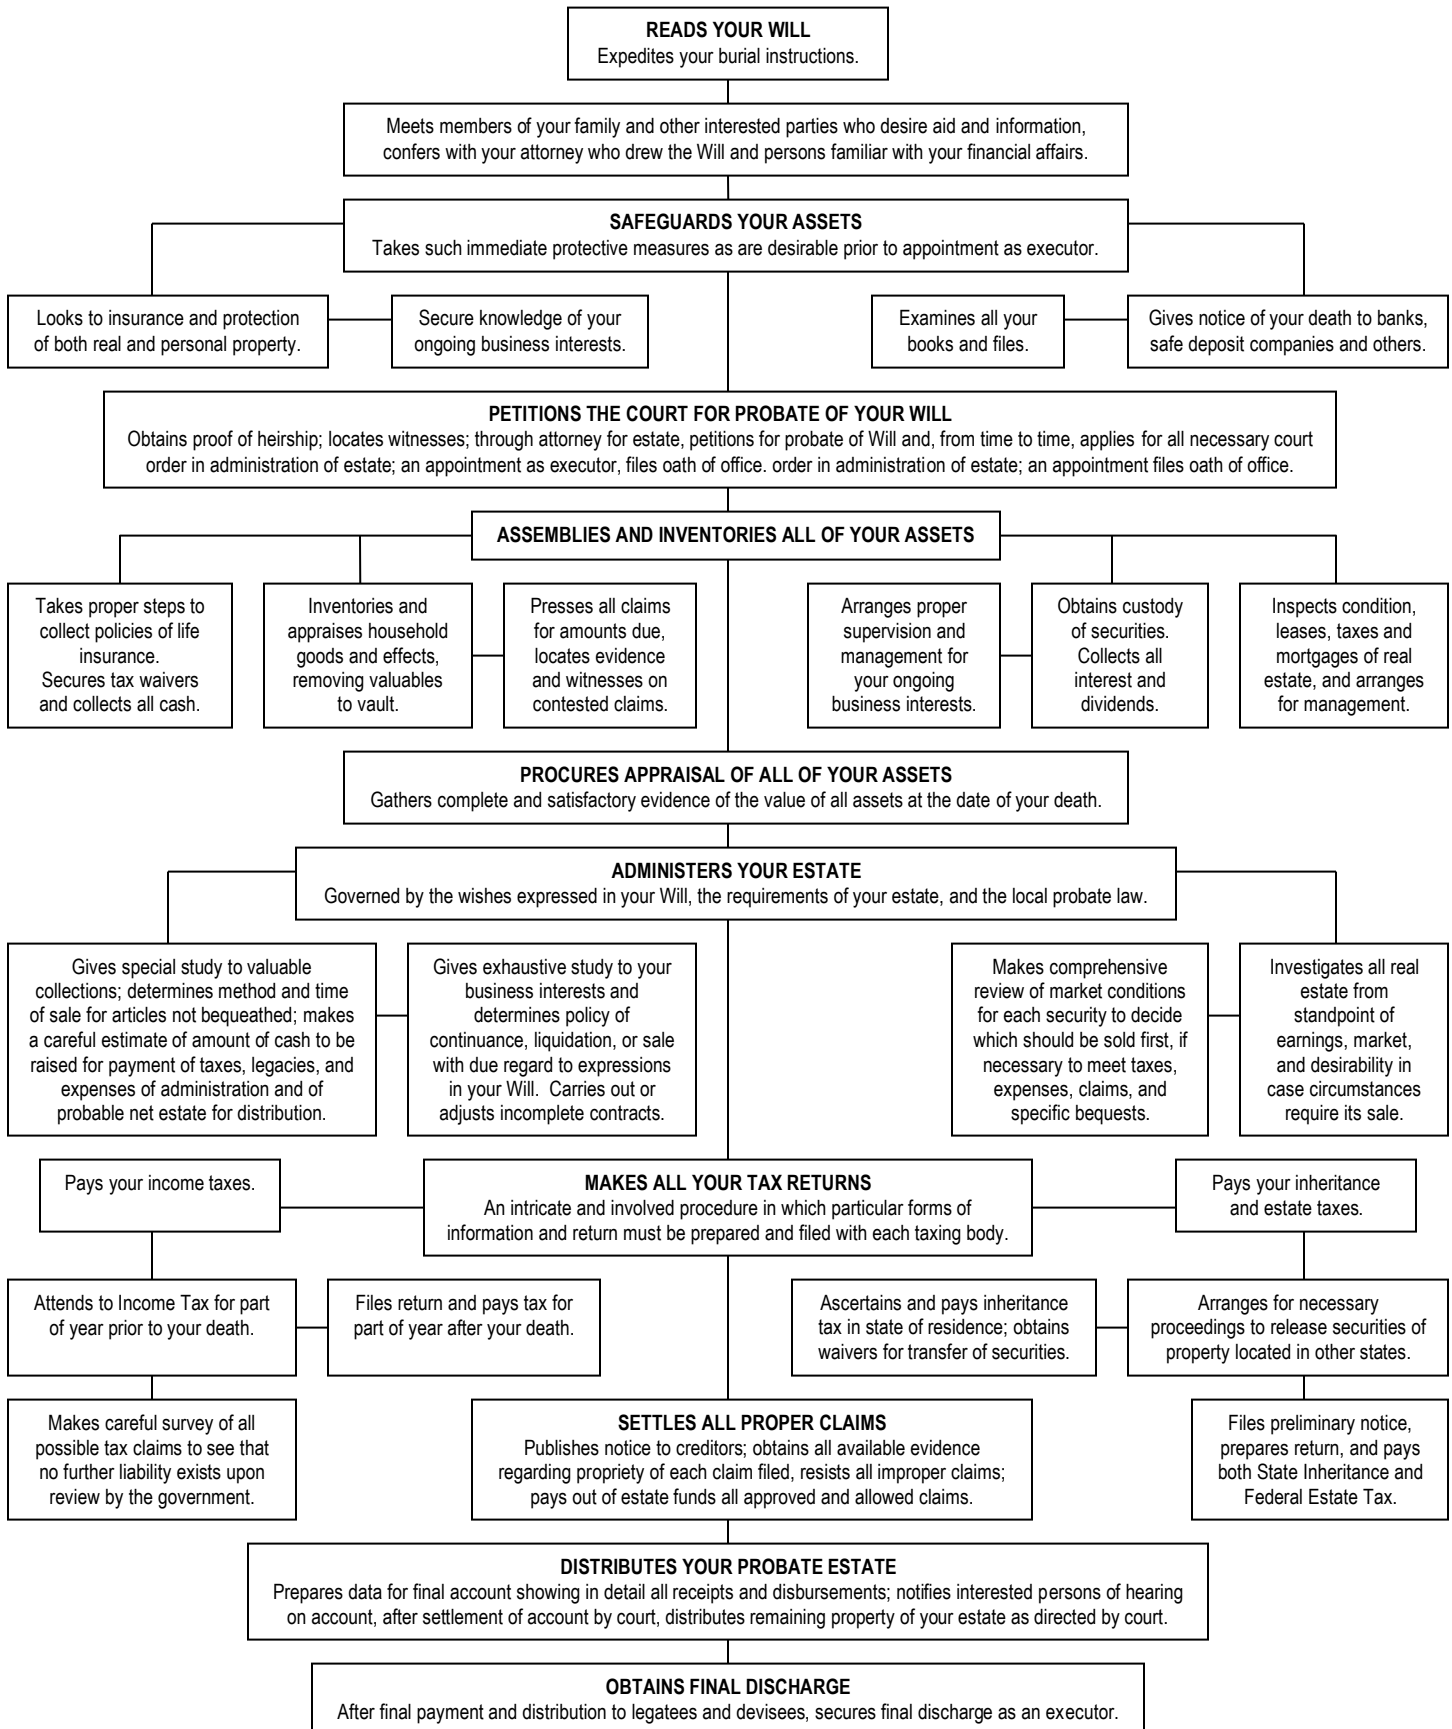 READS YOUR WILL
Expedites your burial instructions.
Meets members of your family and other interested parties who desire aid and information,
confers with your attorney who drew the Will and persons familiar with your financial affairs.
SAFEGUARDS YOUR ASSETS
Takes such immediate protective measures as are desirable prior to appointment as executor.
Looks to insurance and protection
of both real and personal property.
Secure knowledge of your
ongoing business interests.
Examines all your
books and files.
Gives notice of your death to banks,
safe deposit companies and others.
PETITIONS THE COURT FOR PROBATE OF YOUR WILL
Obtains proof of heirship; locates witnesses; through attorney for estate, petitions for probate of Will and, from time to time, applies for all necessary court
order in administration of estate; an appointment as executor, files oath of office. order in administration of estate; an appointment files oath of office.
ASSEMBLIES AND INVENTORIES ALL OF YOUR ASSETS
Takes proper steps to
collect policies of life
insurance.
Secures tax waivers
and collects all cash.
Inventories and
appraises household
goods and effects,
removing valuables
to vault.
Presses all claims
for amounts due,
locates evidence
and witnesses on
contested claims.
Arranges proper
supervision and
management for
your ongoing
business interests.
Obtains custody
of securities.
Collects all
interest and
dividends.
Inspects condition,
leases, taxes and
mortgages of real
estate, and arranges
for management.
PROCURES APPRAISAL OF ALL OF YOUR ASSETS
Gathers complete and satisfactory evidence of the value of all assets at the date of your death.
ADMINISTERS YOUR ESTATE
Governed by the wishes expressed in your Will, the requirements of your estate, and the local probate law.
Gives special study to valuable
collections; determines method and time
of sale for articles not bequeathed; makes
a careful estimate of amount of cash to be
raised for payment of taxes, legacies, and
expenses of administration and of
probable net estate for distribution.
Gives exhaustive study to your
business interests and
determines policy of
continuance, liquidation, or sale
with due regard to expressions
in your Will. Carries out or
adjusts incomplete contracts.
Makes comprehensive
review of market conditions
for each security to decide
which should be sold first, if
necessary to meet taxes,
expenses, claims, and
specific bequests.
Investigates all real
estate from
standpoint of
earnings, market,
and desirability in
case circumstances
require its sale.
Pays your income taxes.
MAKES ALL YOUR TAX RETURNS
An intricate and involved procedure in which particular forms of
information and return must be prepared and filed with each taxing body.
Pays your inheritance
and estate taxes.
Attends to Income Tax for part
of year prior to your death.
Files return and pays tax for
part of year after your death.
Ascertains and pays inheritance
tax in state of residence; obtains
waivers for transfer of securities.
Arranges for necessary
proceedings to release securities of
property located in other states.
Makes careful survey of all
possible tax claims to see that
no further liability exists upon
review by the government.
SETTLES ALL PROPER CLAIMS
Publishes notice to creditors; obtains all available evidence
regarding propriety of each claim filed, resists all improper claims;
pays out of estate funds all approved and allowed claims.
Files preliminary notice,
prepares return, and pays
both State Inheritance and
Federal Estate Tax.
DISTRIBUTES YOUR PROBATE ESTATE
Prepares data for final account showing in detail all receipts and disbursements; notifies interested persons of hearing
on account, after settlement of account by court, distributes remaining property of your estate as directed by court.
OBTAINS FINAL DISCHARGE
After final payment and distribution to legatees and devisees, secures final discharge as an executor.